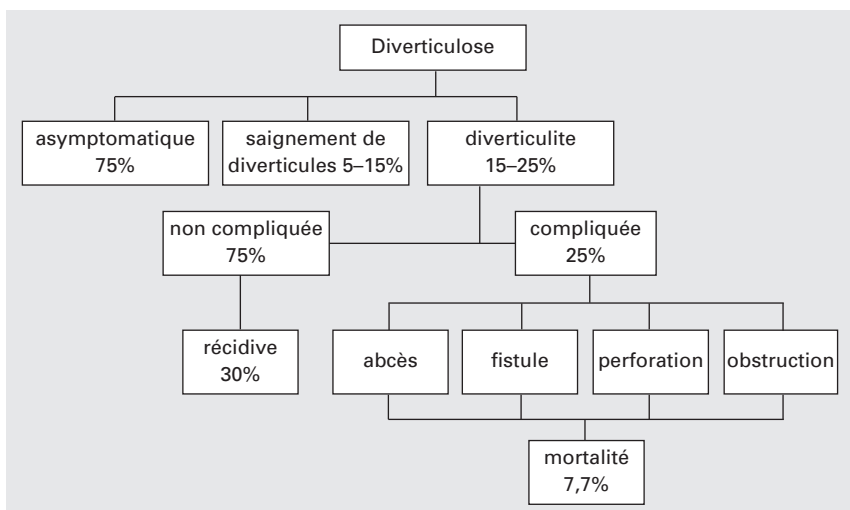 Diverticulose
asymptomatique
75%
saignement de
diverticules 5–15%
diverticulite
15–25%
non compliquée
75%
compliquée
25%
récidive
30%
abcès
fistule
perforation
obstruction
mortalité
7,7%